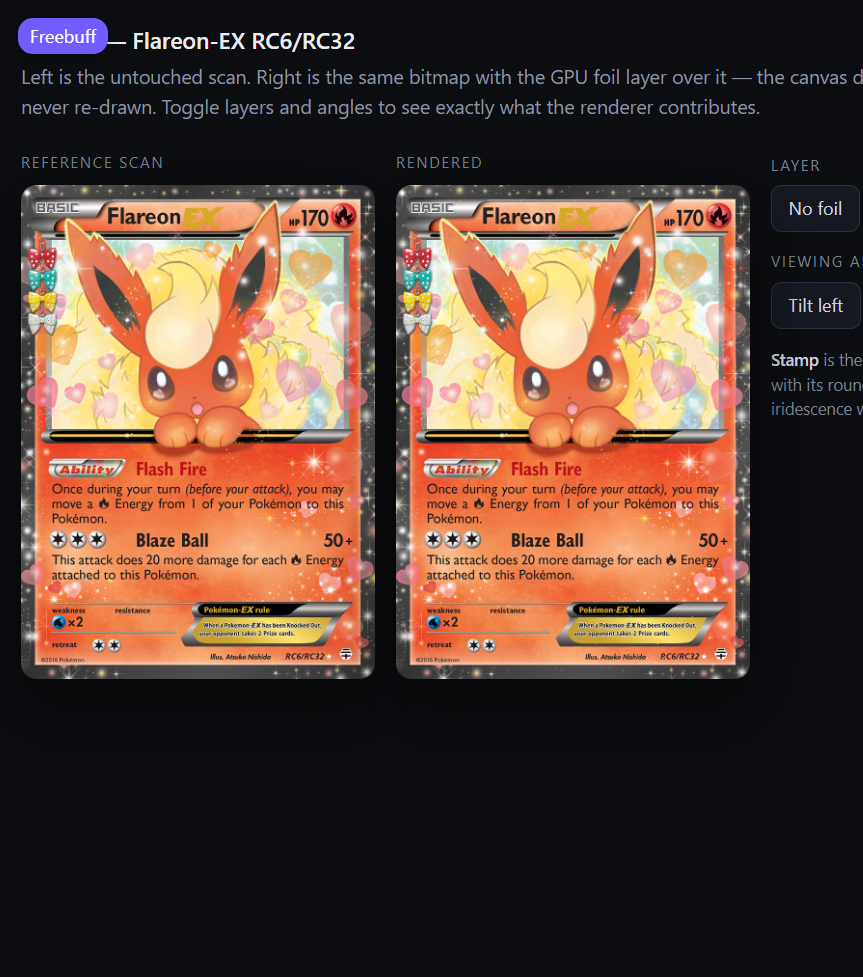 Freebuff — Flareon-EX RC6/RC32
Left is the untouched scan. Right is the same bitmap with the GPU foil layer over it — the canvas d
never re-drawn. Toggle layers and angles to see exactly what the renderer contributes.
REFERENCE SCAN
BASIC Flareon EX HP 170
Ability Flash Fire
Once during your turn (before your attack), you may
move a Energy from 1 of your Pokémon to this
Pokémon.
Blaze Ball 50+
This attack does 20 more damage for each Energy
attached to this Pokémon.
weakness resistance
×2
retreat
Pokémon-EX rule
When a Pokémon-EX has been Knocked Out,
your opponent takes 2 Prize cards.
©2016 Pokémon Illus. Atsuko Nishida RC6/RC32
RENDERED
BASIC Flareon EX HP 170
Ability Flash Fire
Once during your turn (before your attack), you may
move a Energy from 1 of your Pokémon to this
Pokémon.
Blaze Ball 50+
This attack does 20 more damage for each Energy
attached to this Pokémon.
weakness resistance
×2
retreat
Pokémon-EX rule
When a Pokémon-EX has been Knocked Out,
your opponent takes 2 Prize cards.
©2016 Pokémon Illus. Atsuko Nishida RC6/RC32
LAYER
No foil
VIEWING A
Tilt left
Stamp is the
with its roun
iridescence w